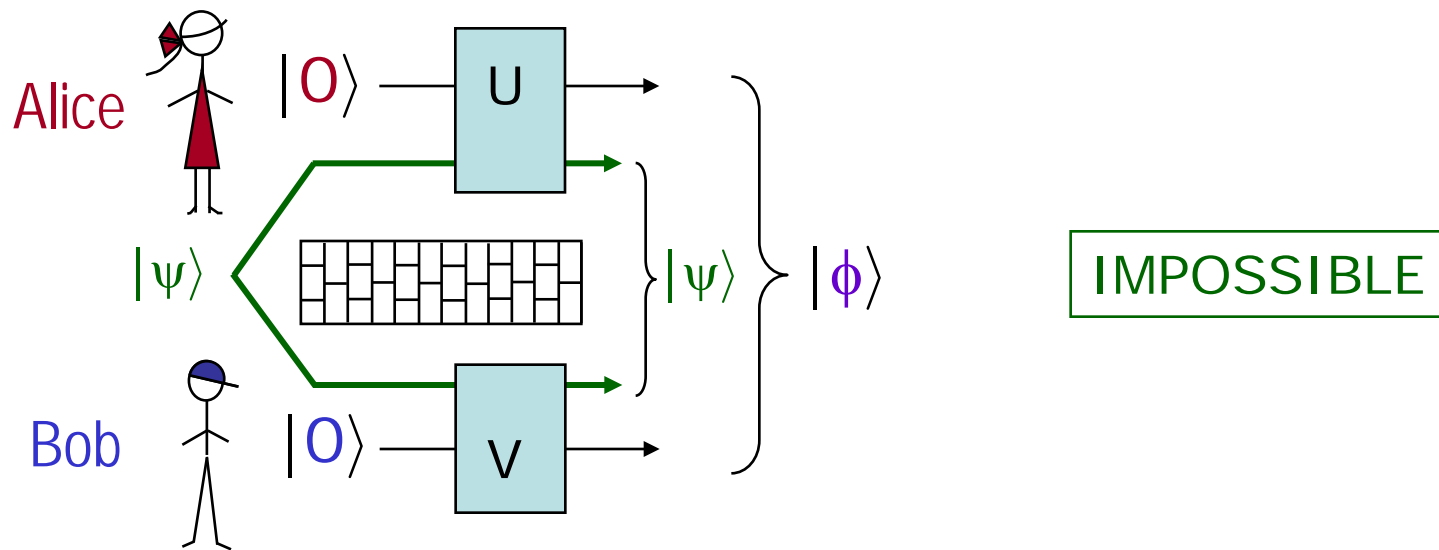 Alice |0⟩ U
|ψ⟩ |ψ⟩ |ϕ⟩ IMPOSSIBLE
Bob |0⟩ V